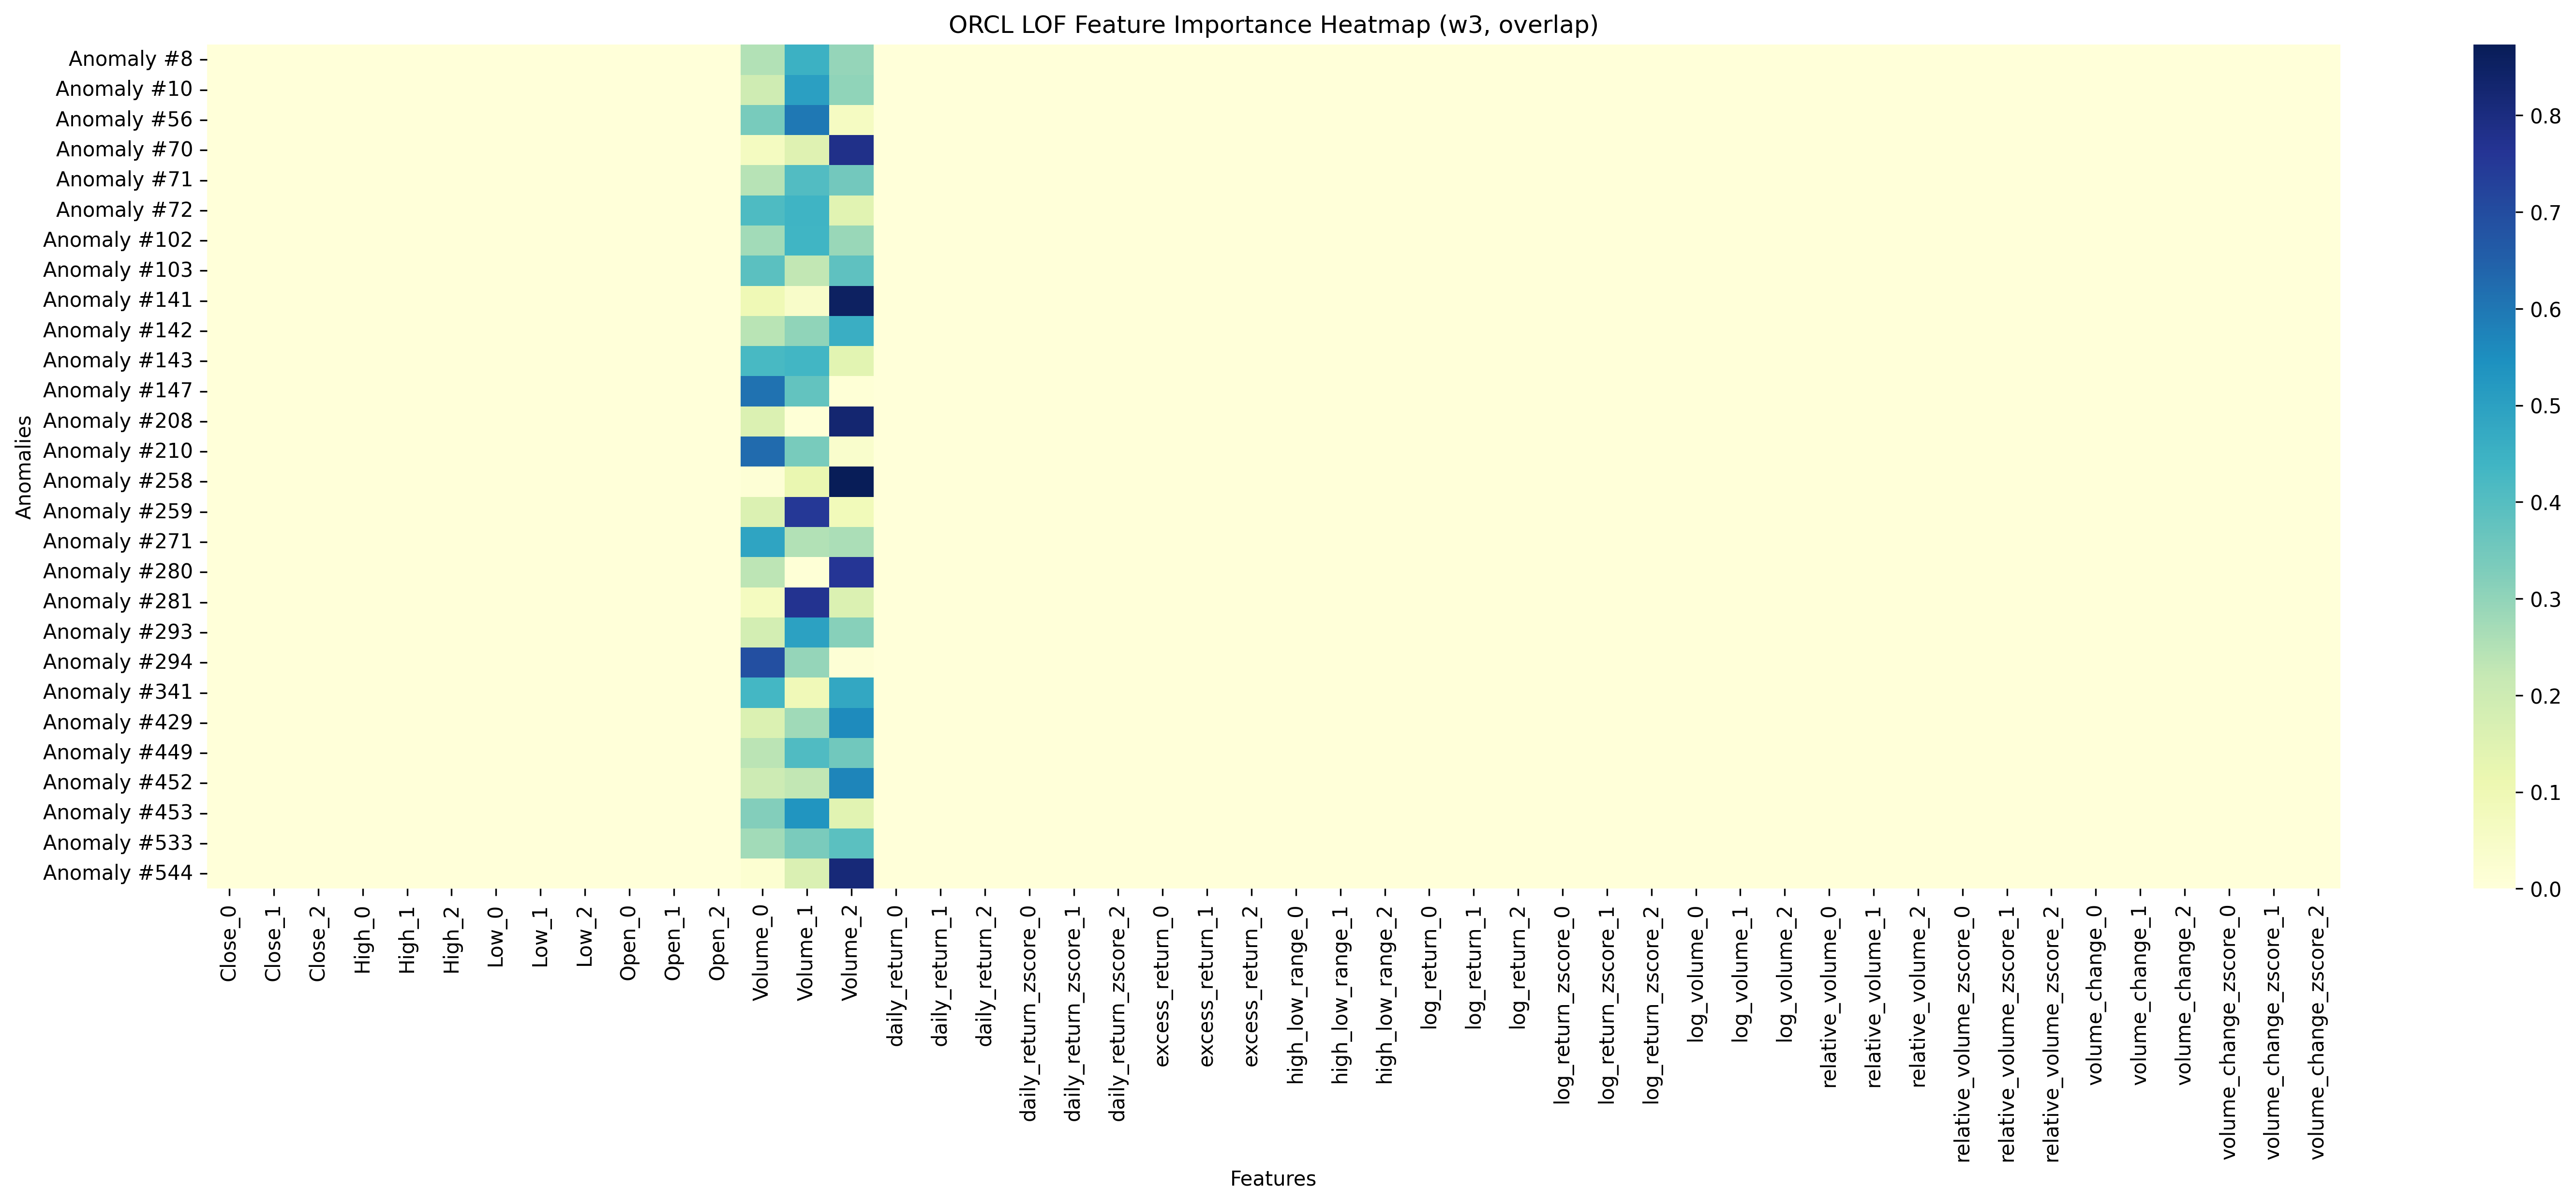 ORCL LOF Feature Importance Heatmap (w3, overlap)
Anomalies
Anomaly #8
Anomaly #10
Anomaly #56
Anomaly #70
Anomaly #71
Anomaly #72
Anomaly #102
Anomaly #103
Anomaly #141
Anomaly #142
Anomaly #143
Anomaly #147
Anomaly #208
Anomaly #210
Anomaly #258
Anomaly #259
Anomaly #271
Anomaly #280
Anomaly #281
Anomaly #293
Anomaly #294
Anomaly #341
Anomaly #429
Anomaly #449
Anomaly #452
Anomaly #453
Anomaly #533
Anomaly #544
Close_0
Close_1
Close_2
High_0
High_1
High_2
Low_0
Low_1
Low_2
Open_0
Open_1
Open_2
Volume_0
Volume_1
Volume_2
daily_return_0
daily_return_1
daily_return_2
daily_return_zscore_0
daily_return_zscore_1
daily_return_zscore_2
excess_return_0
excess_return_1
excess_return_2
high_low_range_0
high_low_range_1
high_low_range_2
log_return_0
log_return_1
log_return_2
log_return_zscore_0
log_return_zscore_1
log_return_zscore_2
log_volume_0
log_volume_1
log_volume_2
relative_volume_0
relative_volume_1
relative_volume_2
relative_volume_zscore_0
relative_volume_zscore_1
relative_volume_zscore_2
volume_change_0
volume_change_1
volume_change_2
volume_change_zscore_0
volume_change_zscore_1
volume_change_zscore_2
Features
0.8
0.7
0.6
0.5
0.4
0.3
0.2
0.1
0.0